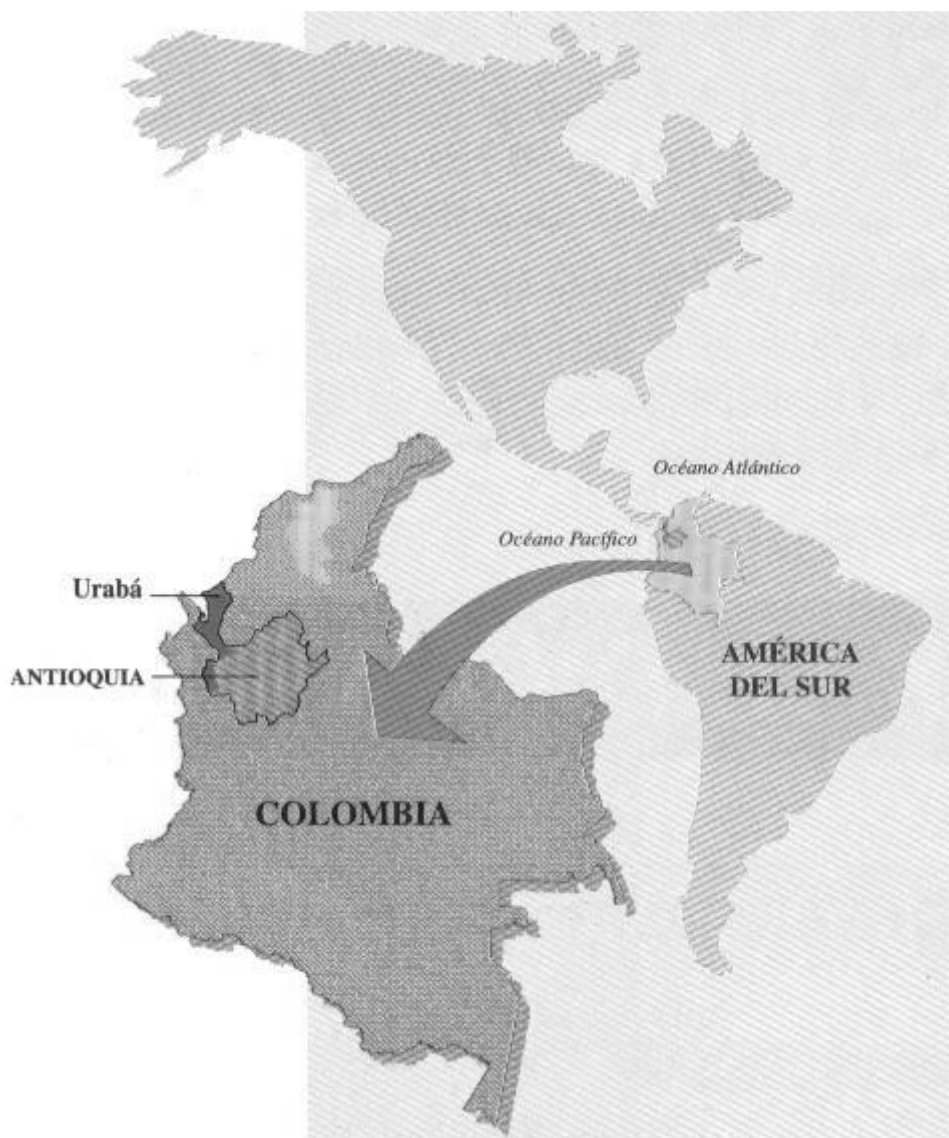 Océano Atlántico
Océano Pacífico
Urabá
ANTIOQUIA
AMÉRICA
DEL SUR
COLOMBIA